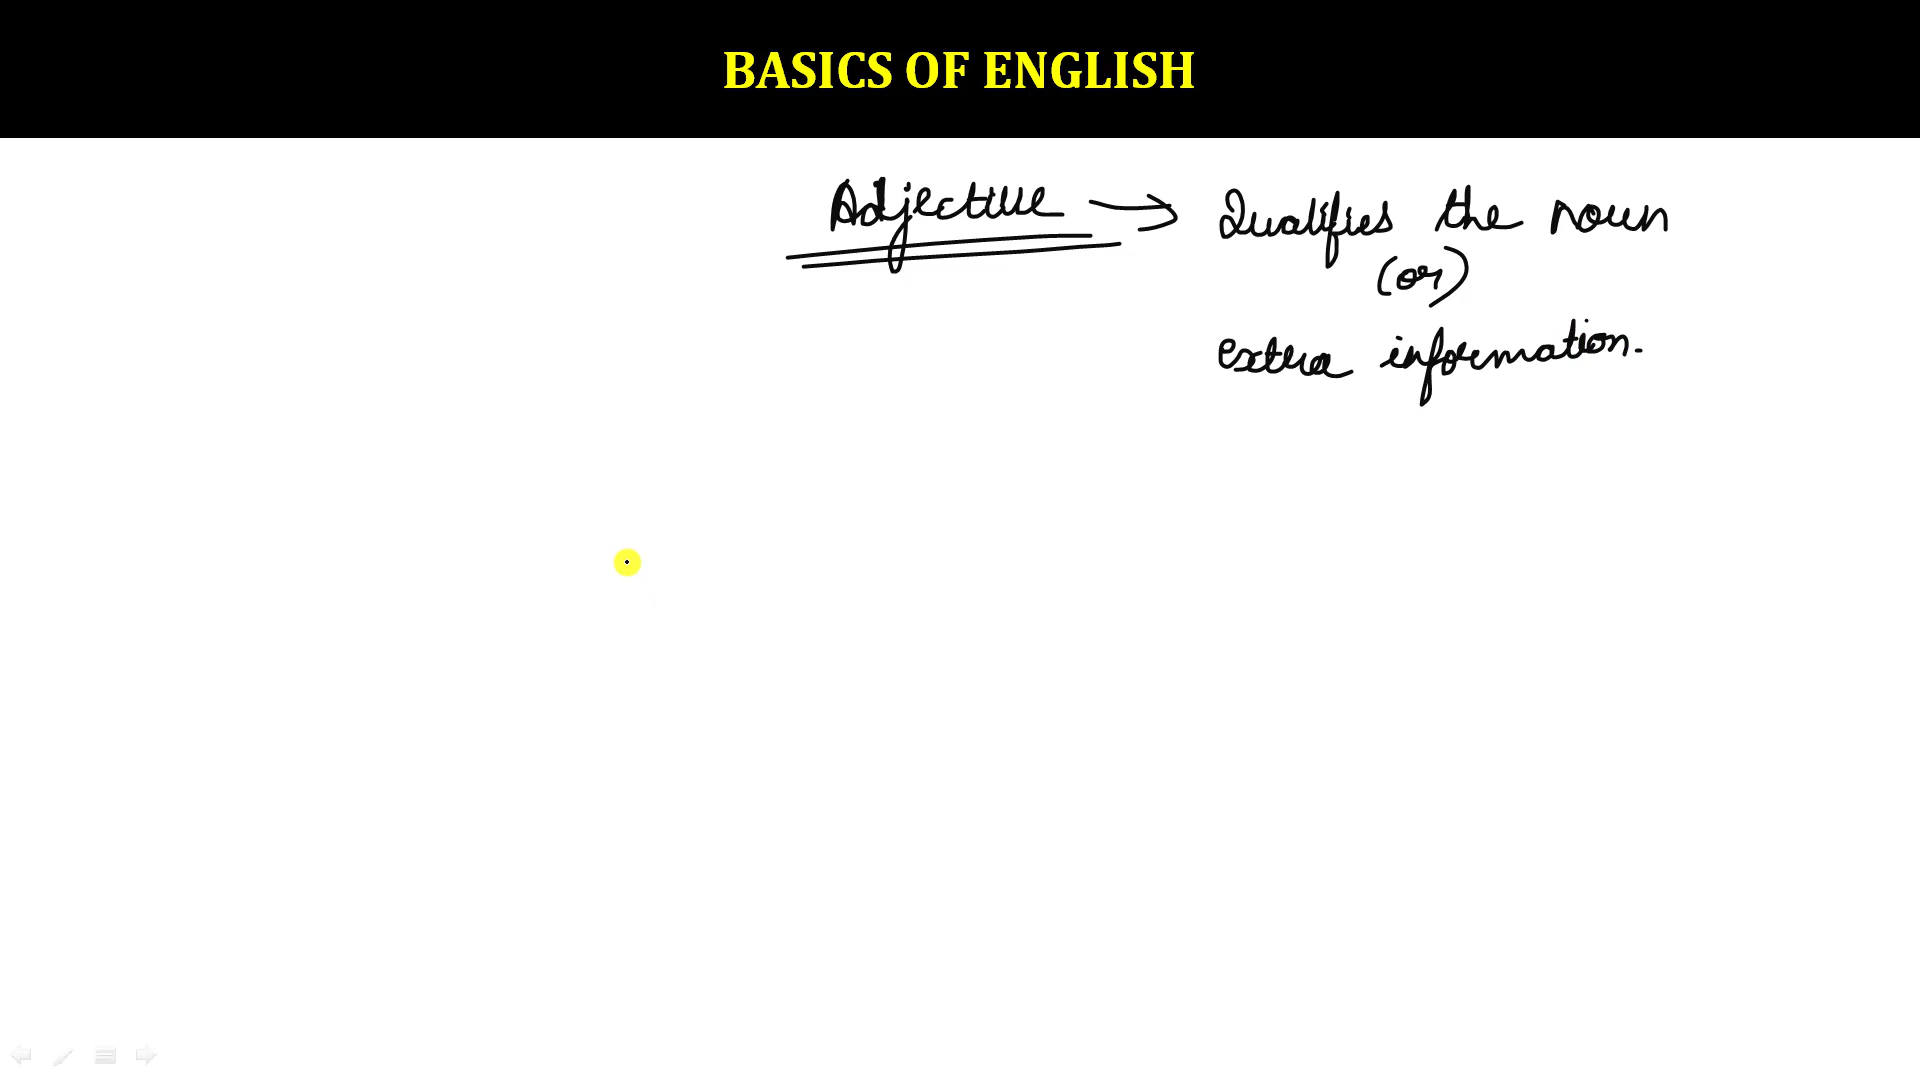 BASICS OF ENGLISH
Adjective → Qualifies the noun
(or)
extra information.